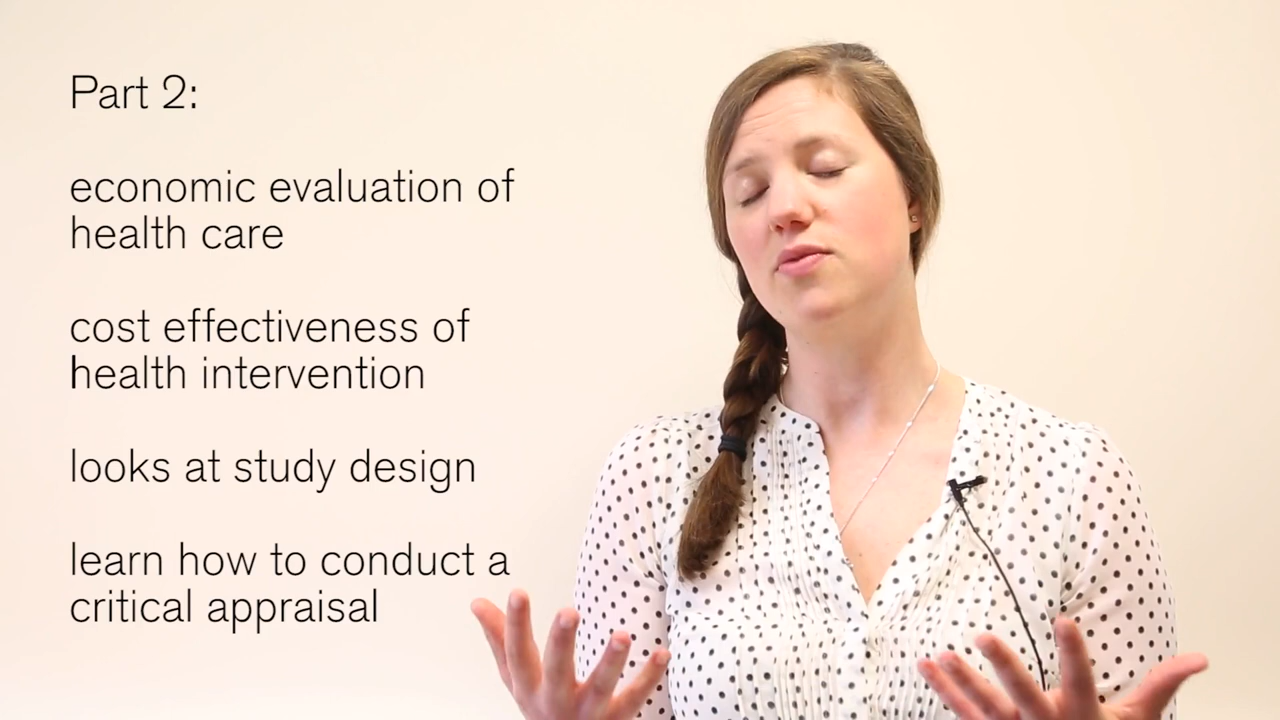 Part 2:
economic evaluation of
health care
cost effectiveness of
health intervention
looks at study design
learn how to conduct a
critical appraisal